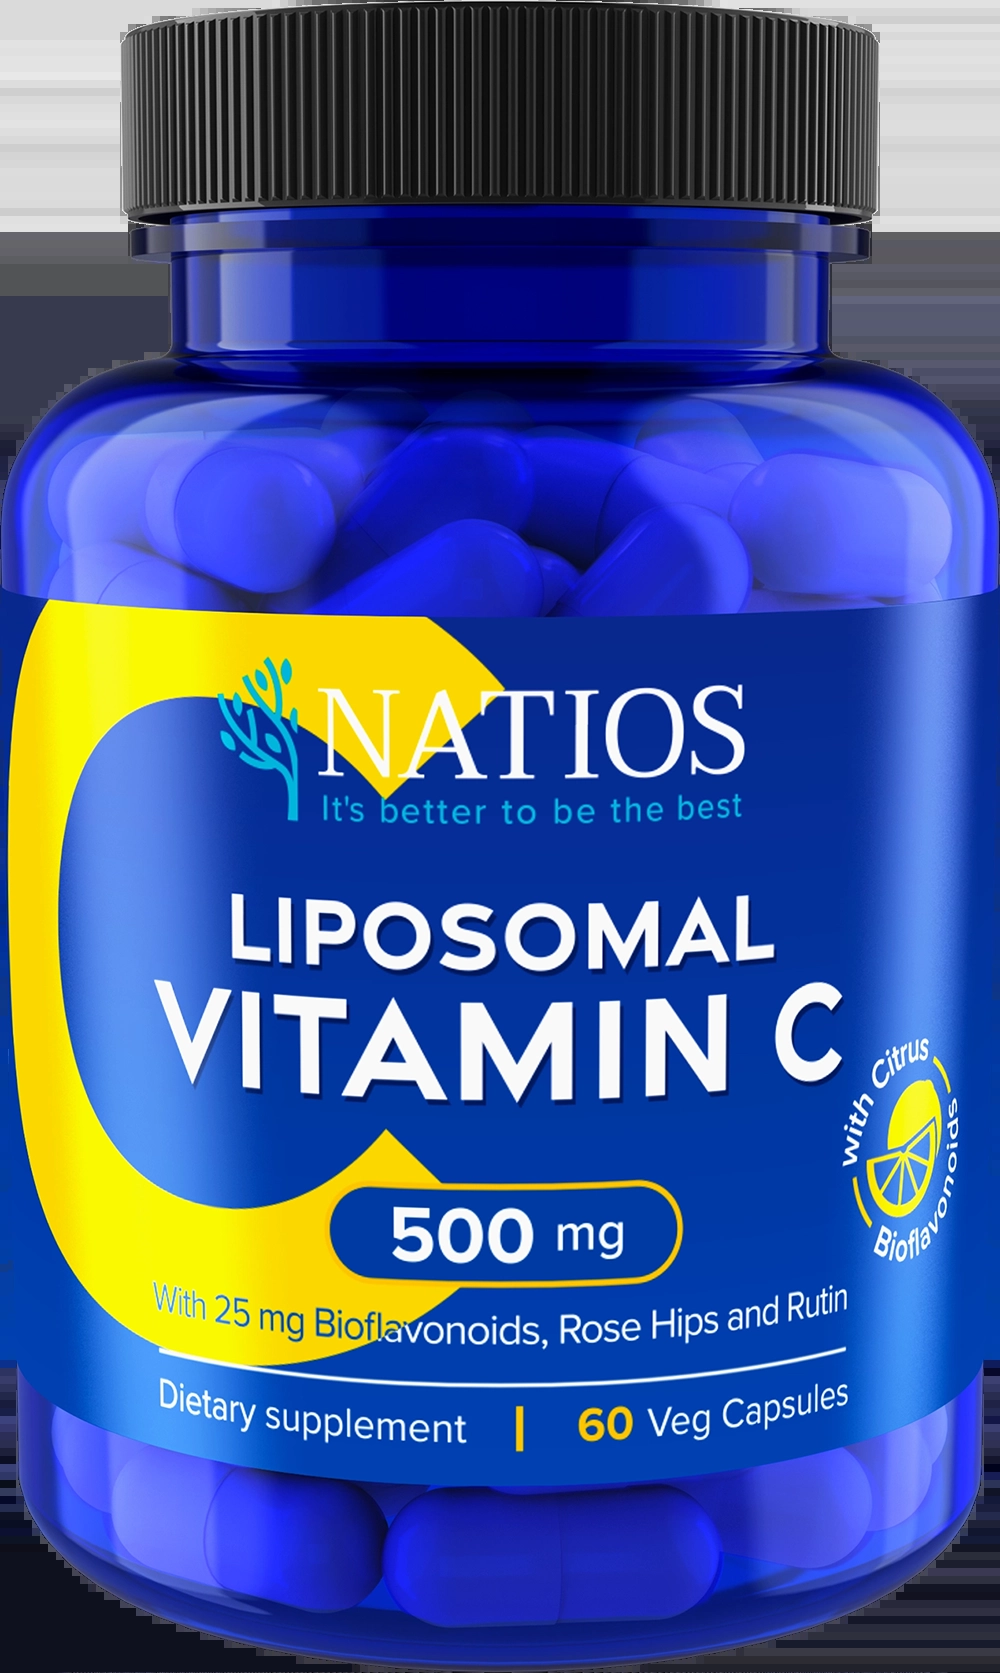 NATIOS
It's better to be the best
LIPOSOMAL
VITAMIN C
with Citrus
Bioflavonoids
500 mg
With 25 mg Bioflavonoids, Rose Hips and Rutin
Dietary supplement | 60 Veg Capsules